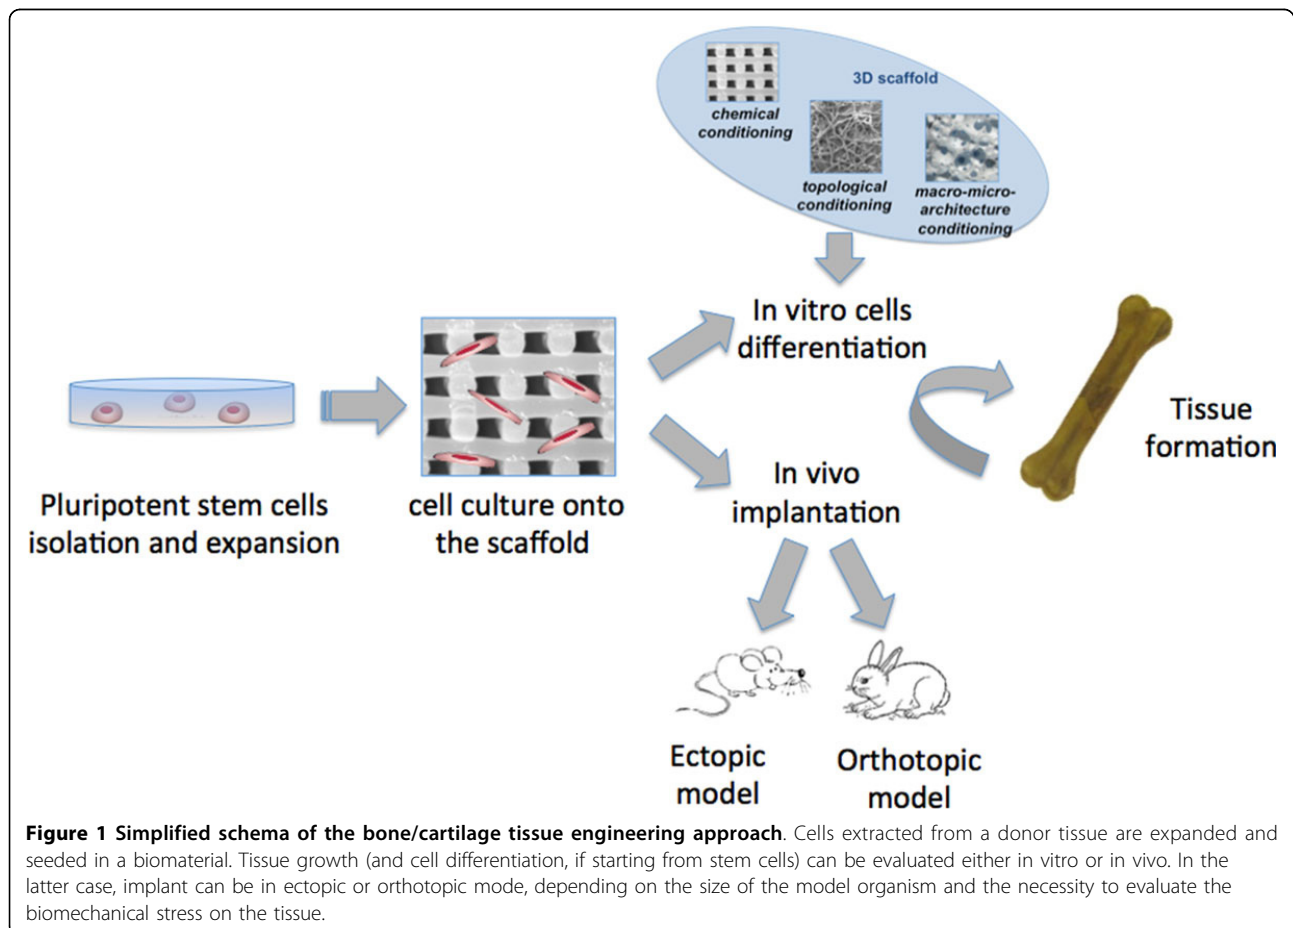 3D scaffold
chemical
conditioning
topological
conditioning
macro-micro-
architecture
conditioning
In vitro cells
differentiation
Tissue
formation
Pluripotent stem cells
isolation and expansion
cell culture onto
the scaffold
In vivo
implantation
Ectopic
model
Orthotopic
model
Figure 1 Simplified schema of the bone/cartilage tissue engineering approach. Cells extracted from a donor tissue are expanded and
seeded in a biomaterial. Tissue growth (and cell differentiation, if starting from stem cells) can be evaluated either in vitro or in vivo. In the
latter case, implant can be in ectopic or orthotopic mode, depending on the size of the model organism and the necessity to evaluate the
biomechanical stress on the tissue.